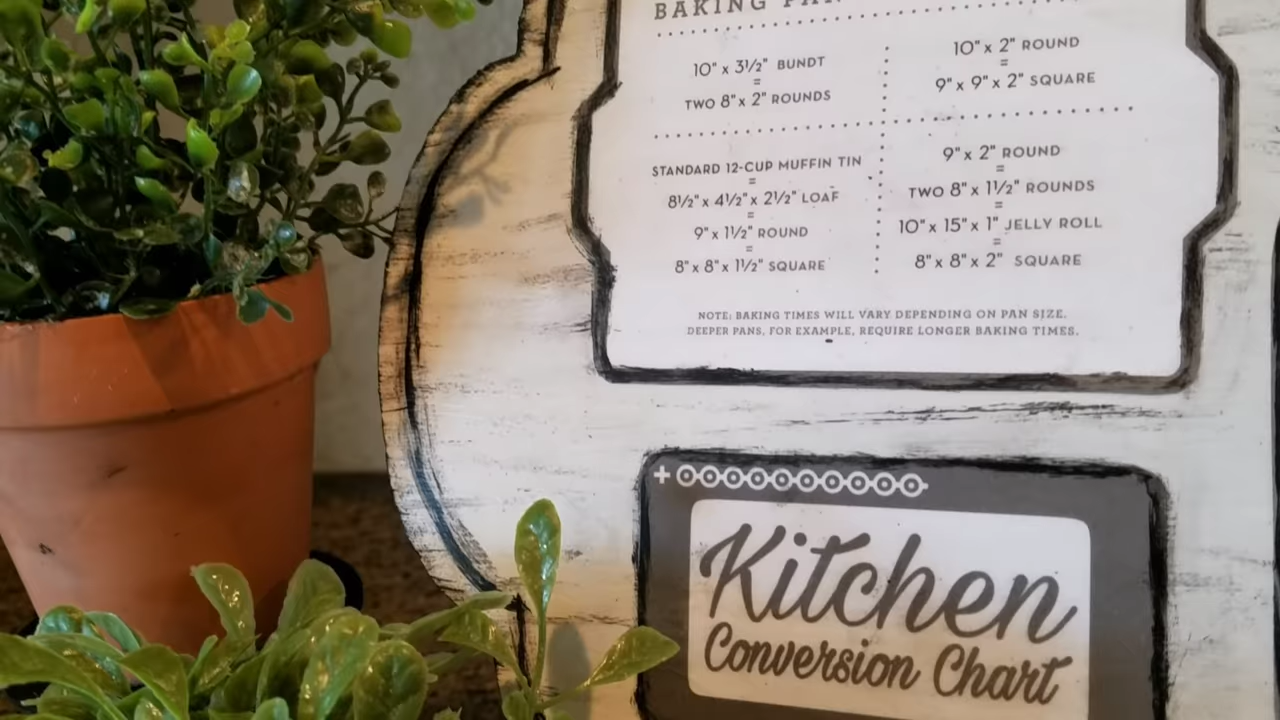 BAKING PAN
10" x 3½" BUNDT
=
TWO 8" x 2" ROUNDS
10" x 2" ROUND
=
9" x 9" x 2" SQUARE
STANDARD 12-CUP MUFFIN TIN
=
8½" x 4½" x 2½" LOAF
=
9" x 1½" ROUND
=
8" x 8" x 1½" SQUARE
9" x 2" ROUND
=
TWO 8" x 1½" ROUNDS
=
10" x 15" x 1" JELLY ROLL
=
8" x 8" x 2" SQUARE
NOTE: BAKING TIMES WILL VARY DEPENDING ON PAN SIZE.
DEEPER PANS, FOR EXAMPLE, REQUIRE LONGER BAKING TIMES.
Kitchen
Conversion Chart